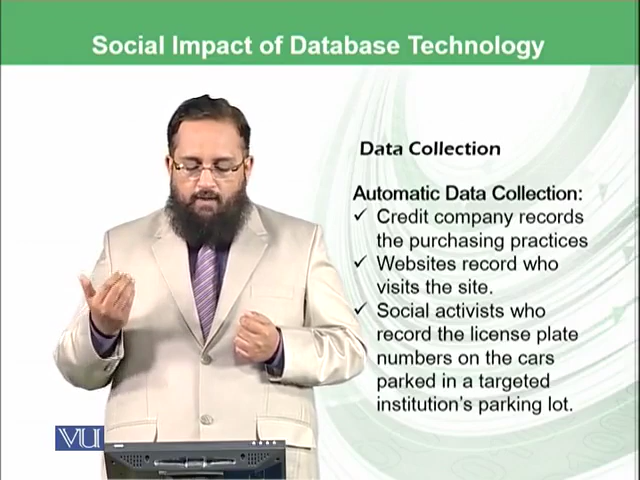 Social Impact of Database Technology
Data Collection
Automatic Data Collection:
✓ Credit company records
the purchasing practices
✓ Websites record who
visits the site.
✓ Social activists who
record the license plate
numbers on the cars
parked in a targeted
institution's parking lot.
VU